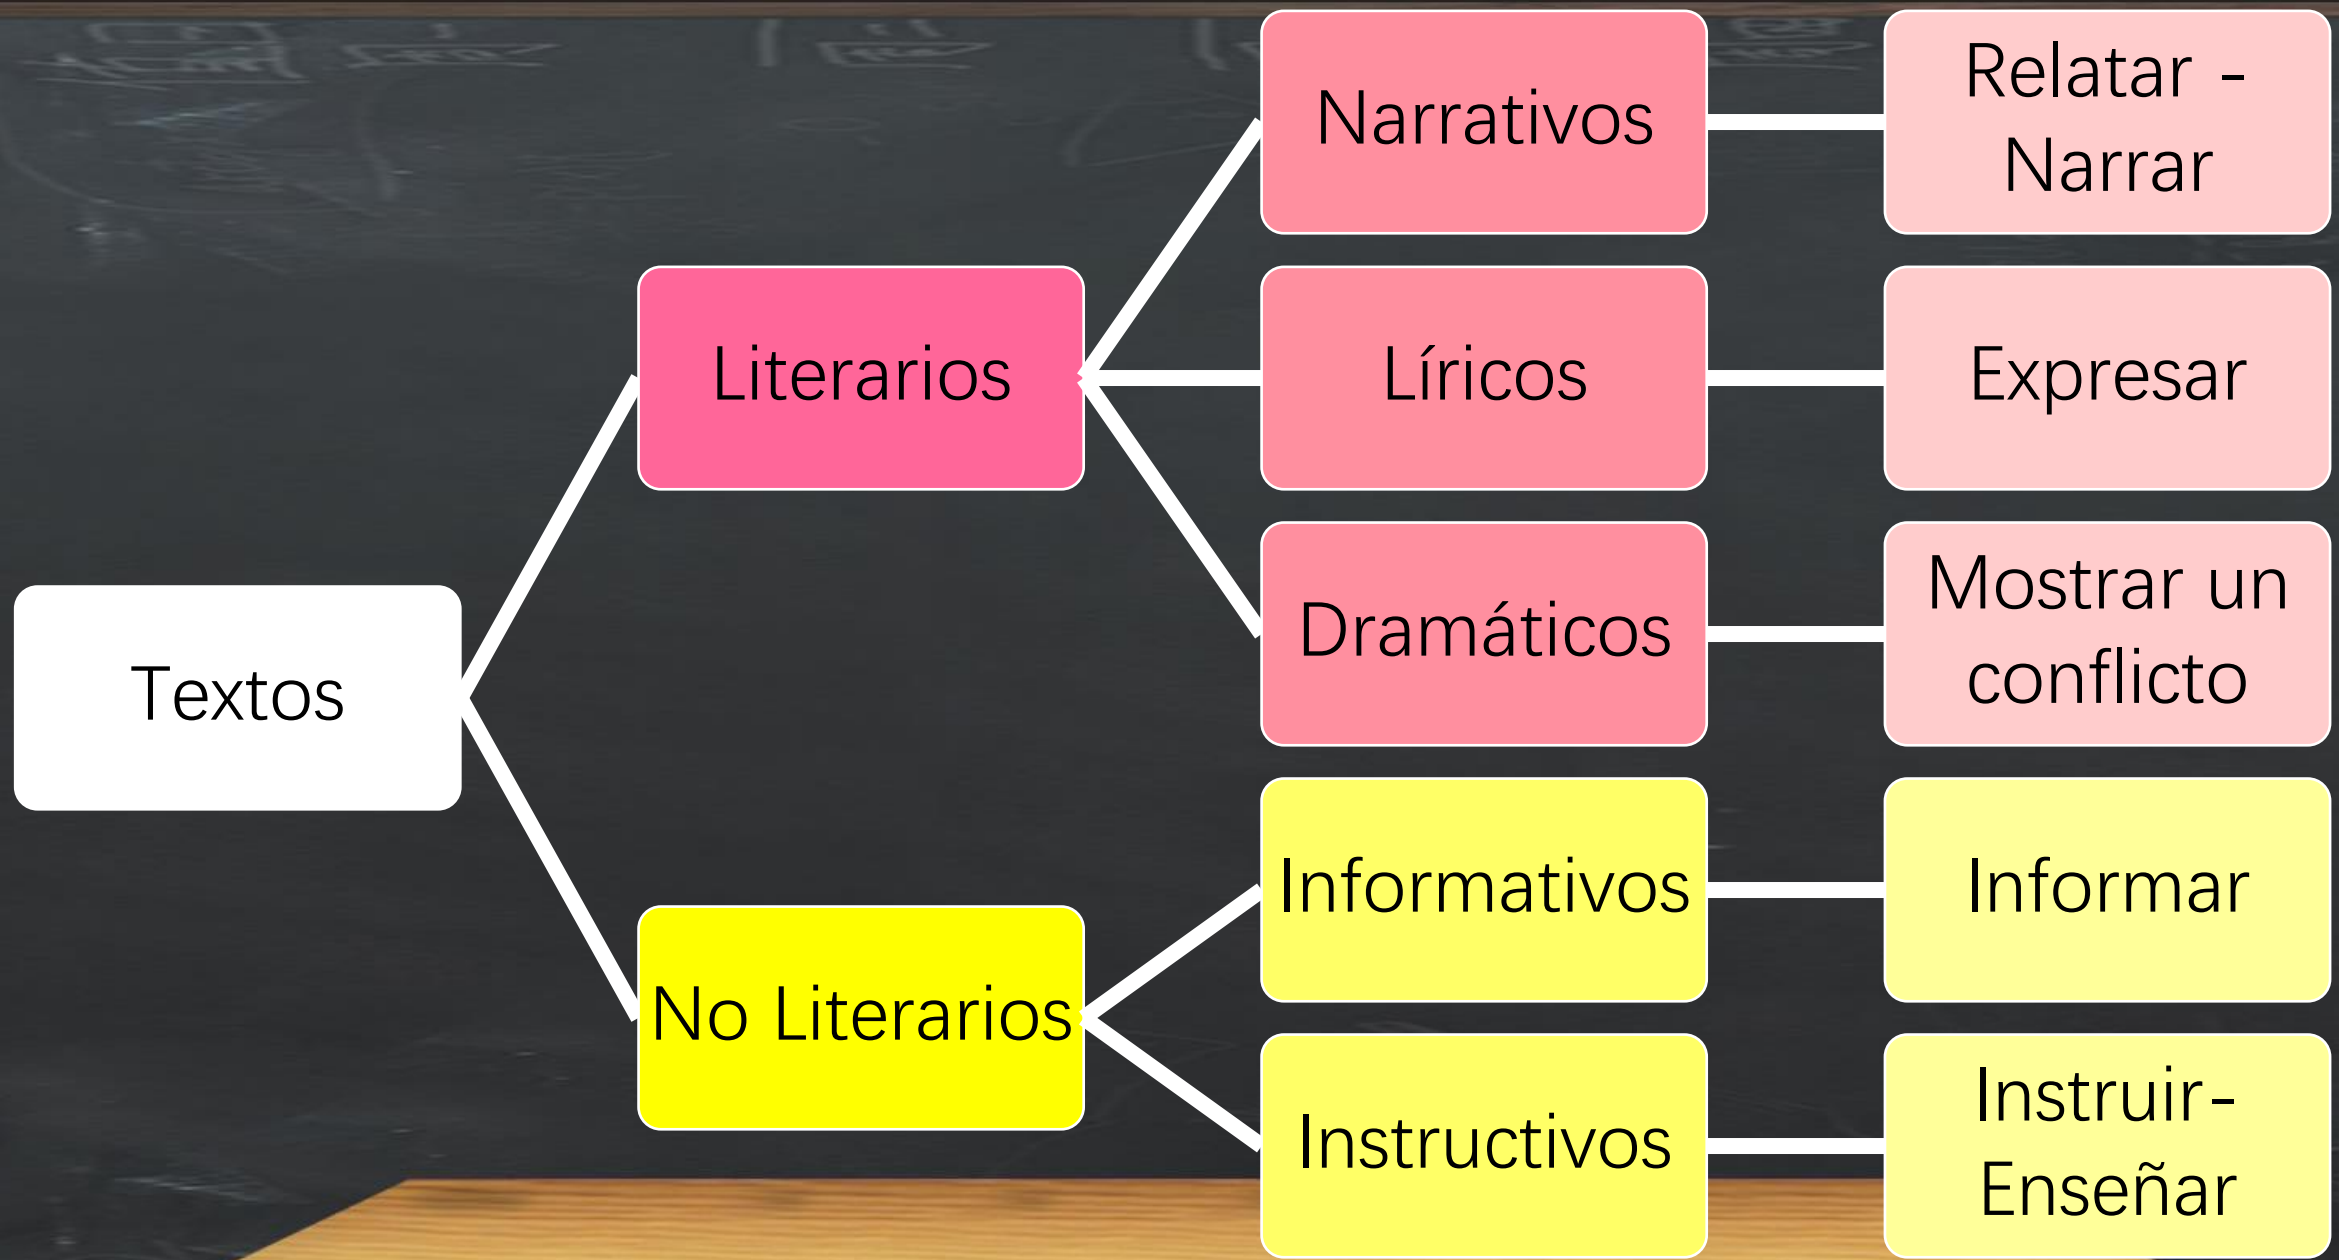 Textos
Literarios
Narrativos
Relatar -
Narrar
Líricos
Expresar
Dramáticos
Mostrar un
conflicto
No Literarios
Informativos
Informar
Instructivos
Instruir-
Enseñar